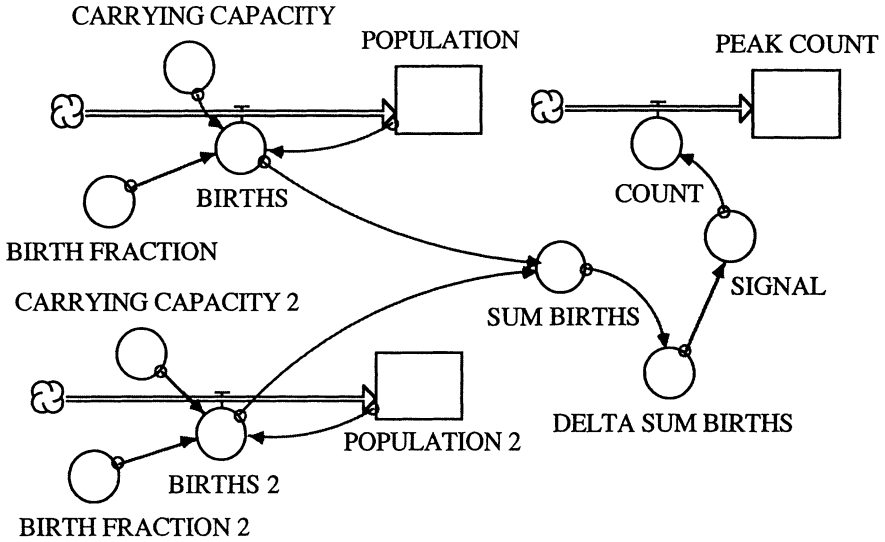 CARRYING CAPACITY
POPULATION
PEAK COUNT
BIRTHS
COUNT
BIRTH FRACTION
SIGNAL
CARRYING CAPACITY 2
SUM BIRTHS
DELTA SUM BIRTHS
POPULATION 2
BIRTHS 2
BIRTH FRACTION 2